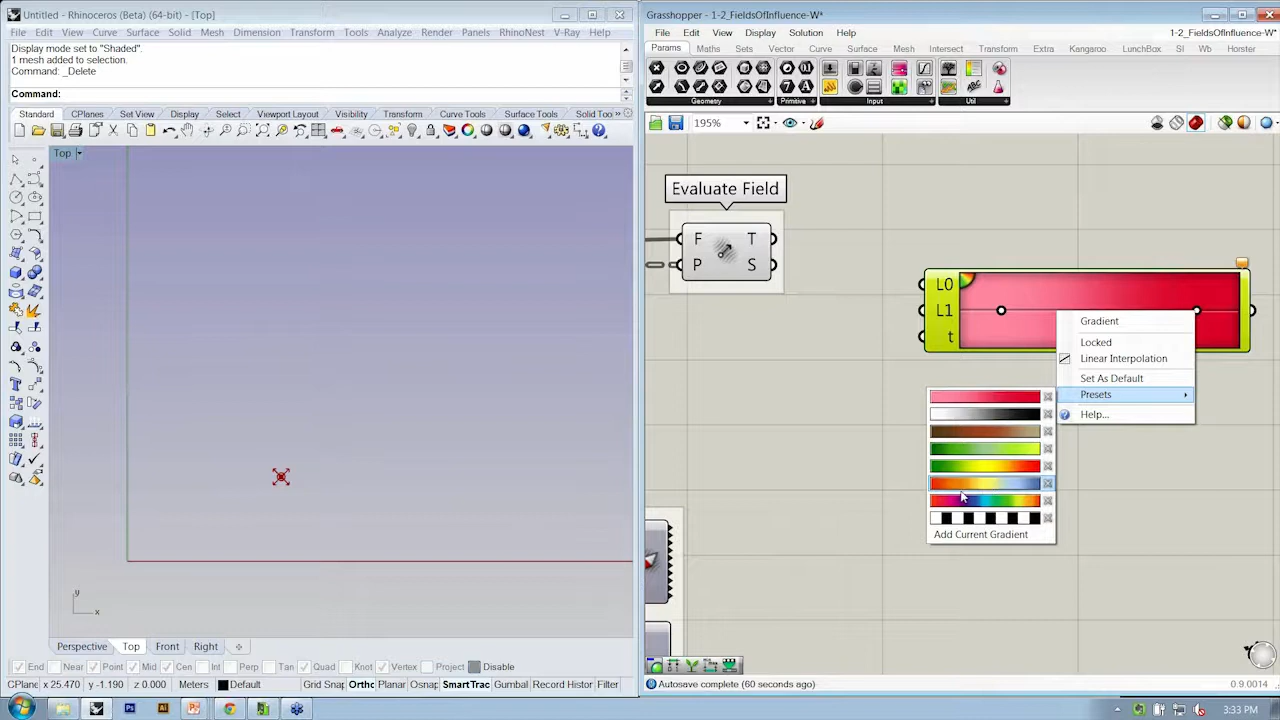 Untitled - Rhinoceros (Beta) (64-bit) - [Top]
File Edit View Curve Surface Solid Mesh Dimension Transform Tools Analyze Render Panels RhinoNest V-Ray Help
Display mode set to "Shaded".
1 mesh added to selection.
Command: _Delete
Command:
Standard CPlanes Set View Display Select Viewport Layout Visibility Transform Curve Tools Surface Tools Solid Too »
Top
y
x
Perspective Top Front Right
End Near Point Mid Cen Int Perp Tan Quad Knot Vertex Project Disable
CPlane x 25.470 y -1.190 z 0.000 Meters Default Grid Snap Ortho Planar Osnap SmartTrac Gumbal Record Histor Filter
Grasshopper - 1-2_FieldsOfInfluence-W*
File Edit View Display Solution Help
1-2_FieldsOfInfluence-W*
Params Maths Sets Vector Curve Surface Mesh Intersect Transform Extra Kangaroo LunchBox SI Wb Horster
Geometry Primitive Input Util
195%
Evaluate Field
F T
P S
L0
L1
t
Gradient
Locked
Linear Interpolation
Set As Default
Presets
Help...
Add Current Gradient
Autosave complete (60 seconds ago)
0.9.0014
3:33 PM